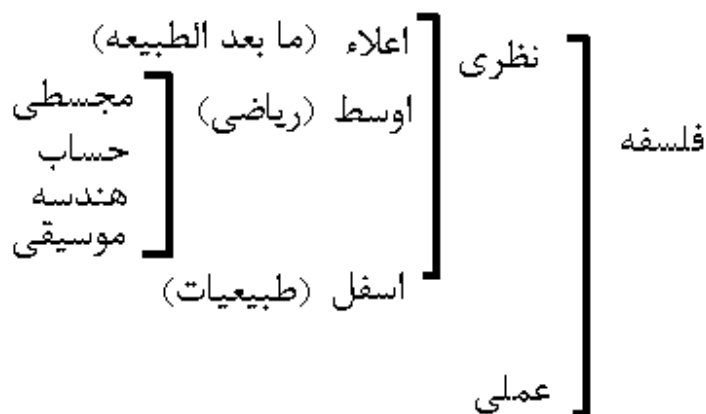 فلسفه
نظری
اعلاء (ما بعد الطبیعه)
اوسط (ریاضی)
مجسطی
حساب
هندسه
موسیقی
اسفل (طبیعیات)
عملی